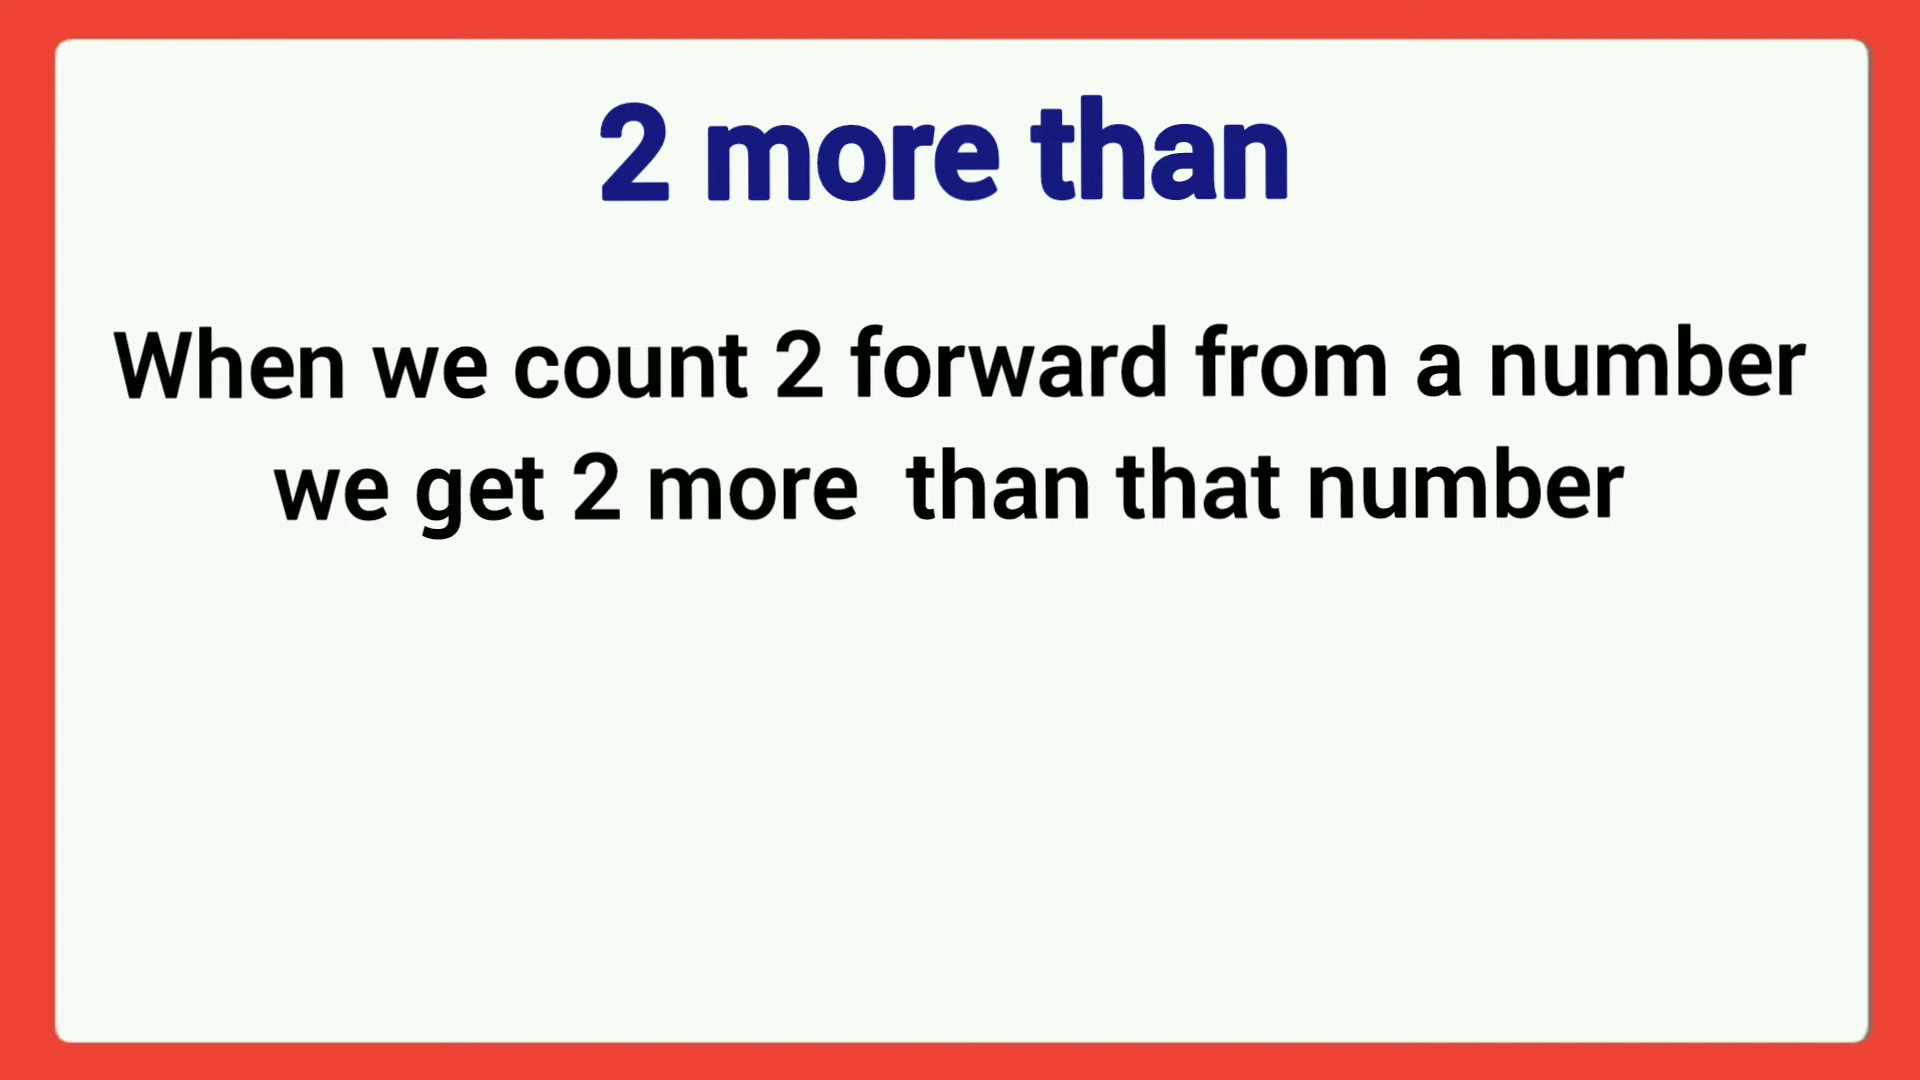 2 more than
When we count 2 forward from a number
we get 2 more than that number